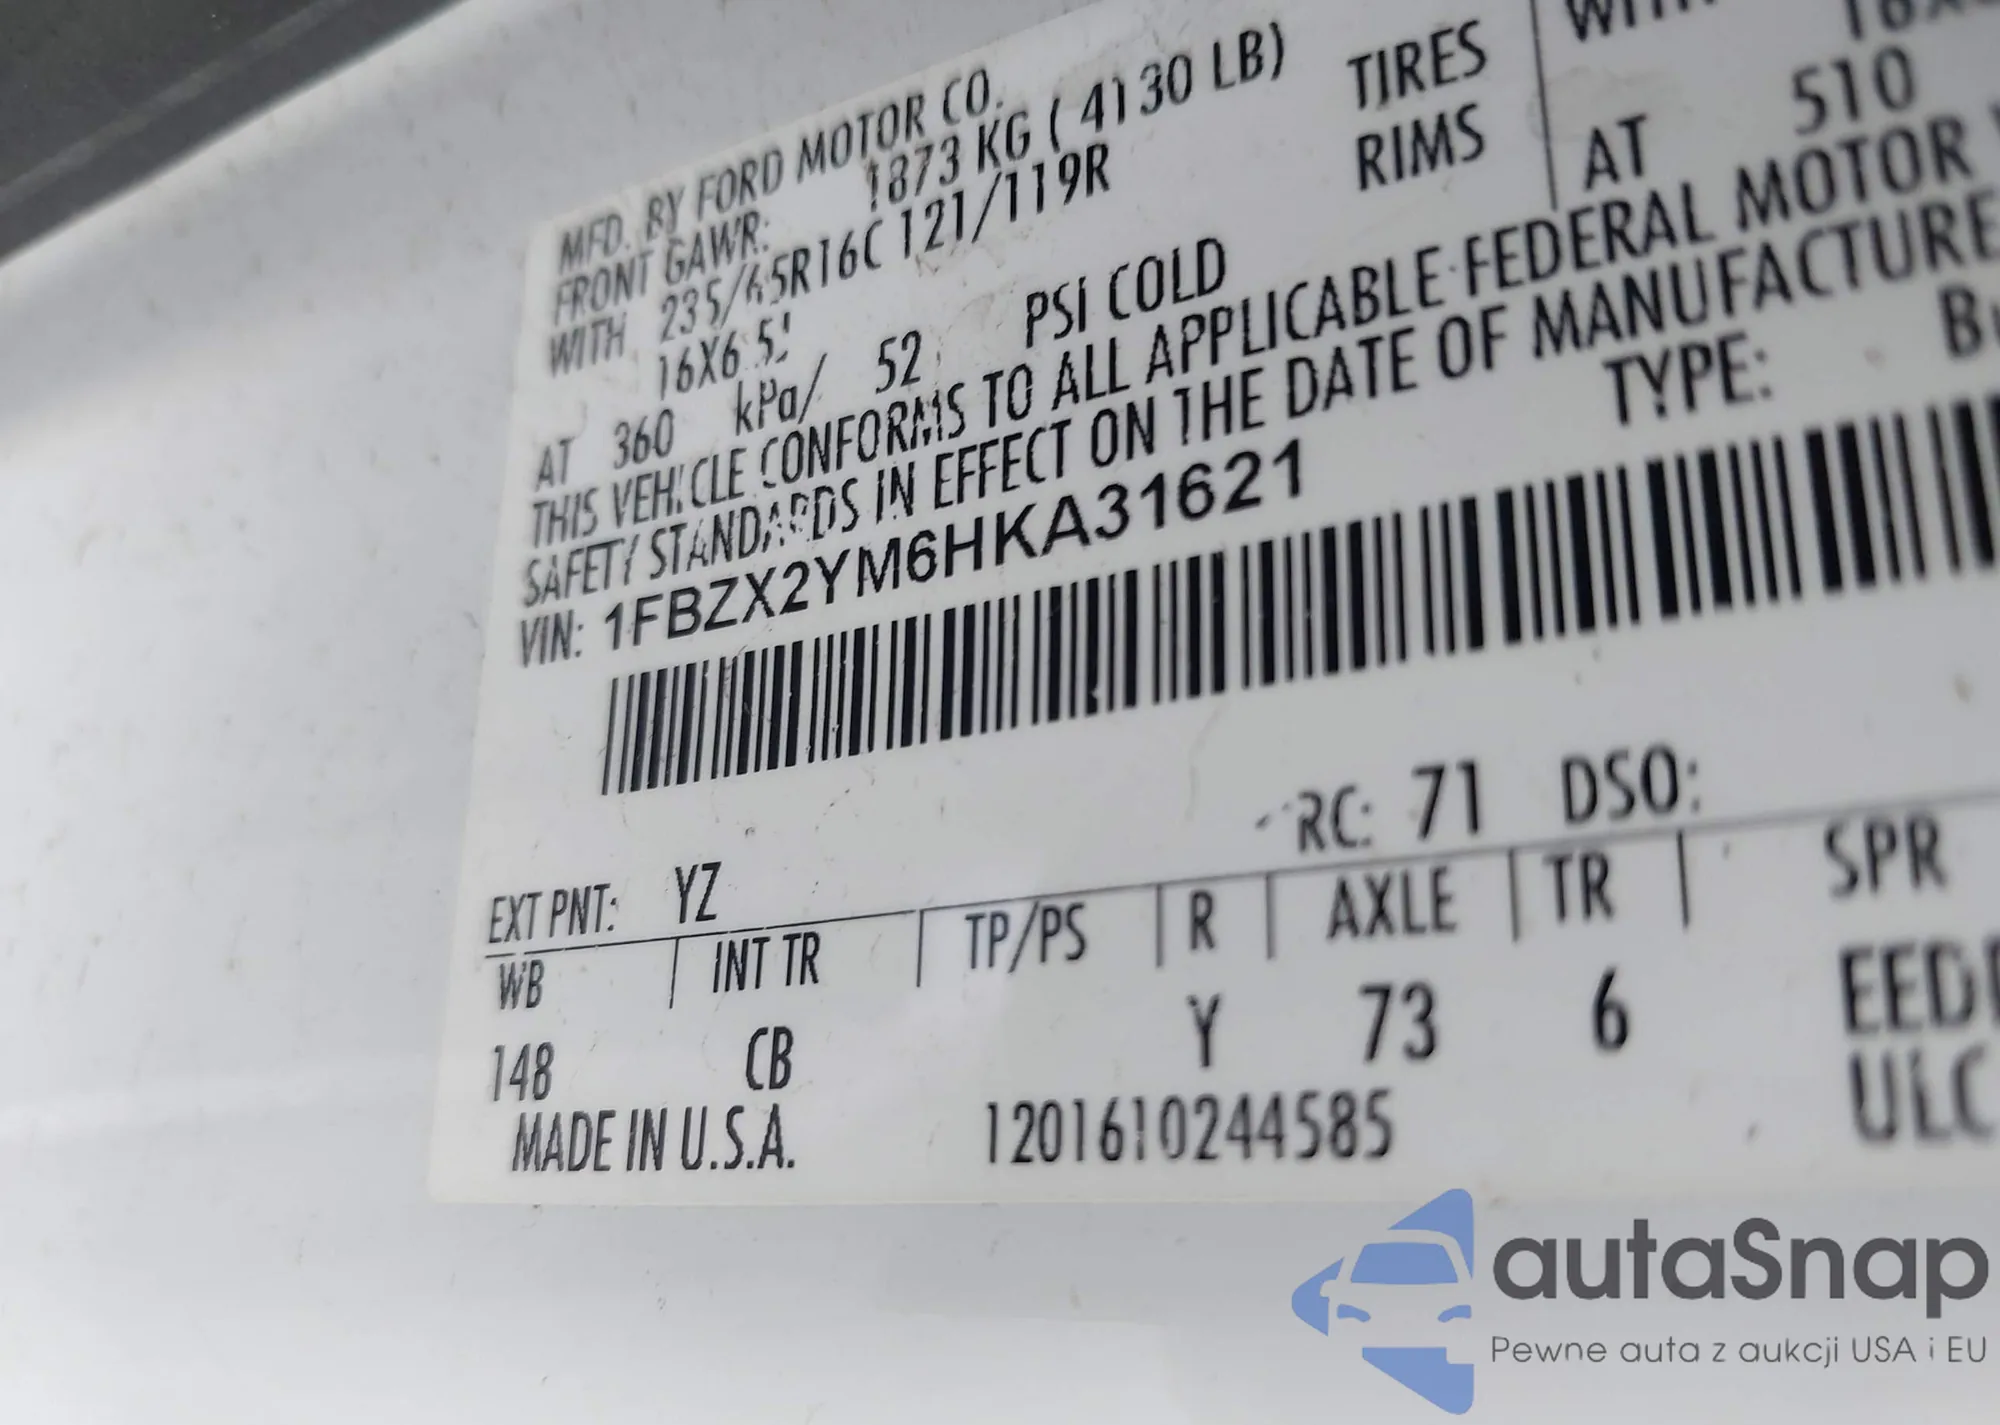 MFD. BY FORD MOTOR CO.
FRONT GAWR: 1873 KG ( 4130 LB)
WITH 235/65R16C 121/119R TIRES
16X6.5J RIMS
AT 360 kPa/ 52 PSI COLD
AT 510
THIS VEHICLE CONFORMS TO ALL APPLICABLE FEDERAL MOTOR
SAFETY STANDARDS IN EFFECT ON THE DATE OF MANUFACTURE
VIN: 1FBZX2YM6HKA31621
TYPE:
EXT PNT: YZ RC: 71 DSO:
WB INT TR TP/PS R AXLE TR SPR
148 CB Y 73 6
MADE IN U.S.A. 1201610244585
autaSnap
Pewne auta z aukcji USA i EU